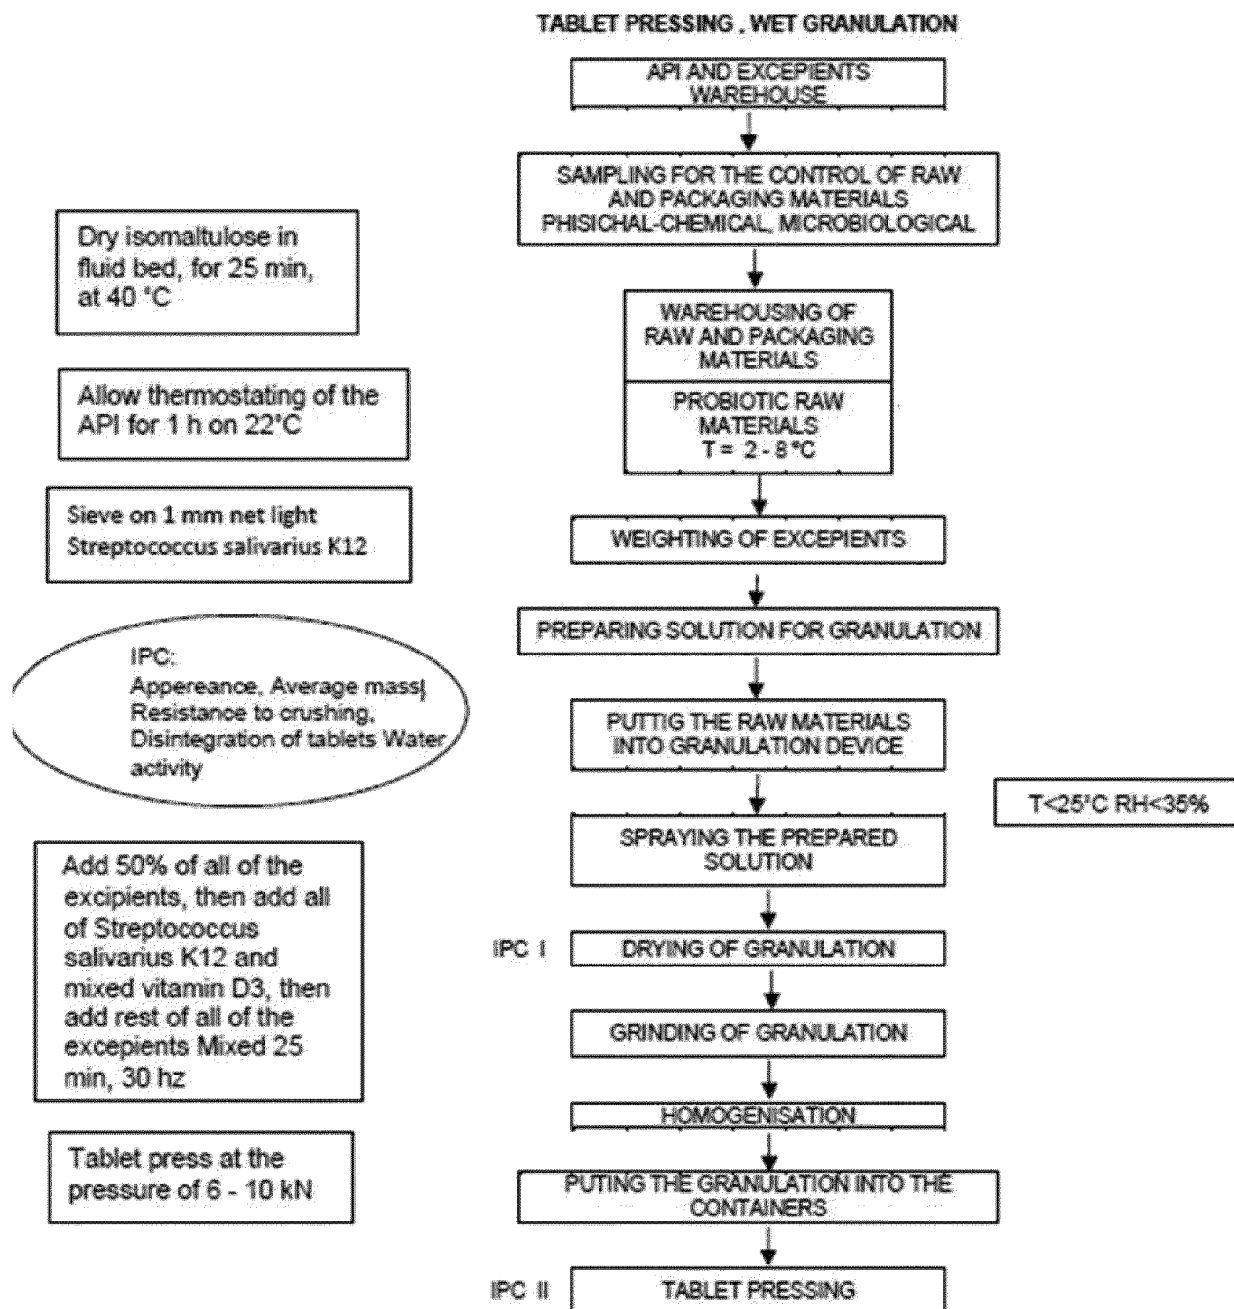 TABLET PRESSING , WET GRANULATION
API AND EXCEPIENTS
WAREHOUSE
SAMPLING FOR THE CONTROL OF RAW
AND PACKAGING MATERIALS
PHISICHAL-CHEMICAL, MICROBIOLOGICAL
Dry isomaltulose in
fluid bed, for 25 min,
at 40 °C
WAREHOUSING OF
RAW AND PACKAGING
MATERIALS
Allow thermostating of the
API for 1 h on 22°C
PROBIOTIC RAW
MATERIALS
T = 2 - 8 °C
Sieve on 1 mm net light
Streptococcus salivarius K12
WEIGHTING OF EXCEPIENTS
PREPARING SOLUTION FOR GRANULATION
IPC:
Appereance, Average mass
Resistance to crushing,
Disintegration of tablets Water
activity
PUTTIG THE RAW MATERIALS
INTO GRANULATION DEVICE
T<25°C RH<35%
SPRAYING THE PREPARED
SOLUTION
Add 50% of all of the
excipients, then add all
of Streptococcus
salivarius K12 and
mixed vitamin D3, then
add rest of all of the
excepients Mixed 25
min, 30 hz
IPC I
DRYING OF GRANULATION
GRINDING OF GRANULATION
HOMOGENISATION
Tablet press at the
pressure of 6 - 10 kN
PUTING THE GRANULATION INTO THE
CONTAINERS
IPC II
TABLET PRESSING